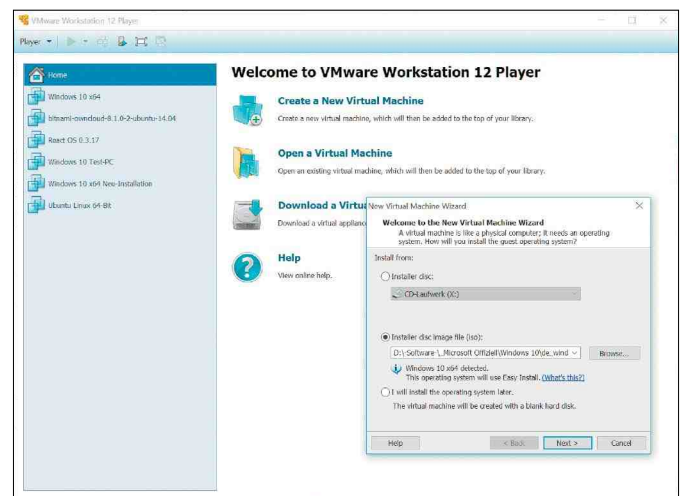 VMware Workstation 12 Player
Player
Home
Windows 10 x64
bitnami-owncloud-8.1.0-2-ubuntu-14.04
React OS 0.3.17
Windows 10 Test-PC
Windows 10 x64 Neu-Installation
Ubuntu Linux 64-Bit
Welcome to VMware Workstation 12 Player
Create a New Virtual Machine
Create a new virtual machine, which will then be added to the top of your library.
Open a Virtual Machine
Open an existing virtual machine, which will then be added to the top of your library.
Download a Virtu
Download a virtual applianc
Help
View online help.
New Virtual Machine Wizard
Welcome to the New Virtual Machine Wizard
A virtual machine is like a physical computer; it needs an operating
system. How will you install the guest operating system?
Install from:
Installer disc:
CD-Laufwerk (X:)
Installer disc image file (iso):
D:\-Software-\_Microsoft Offiziell\Windows 10\de_wind
Browse...
Windows 10 x64 detected.
This operating system will use Easy Install. (What's this?)
I will install the operating system later.
The virtual machine will be created with a blank hard disk.
Help
< Back
Next >
Cancel